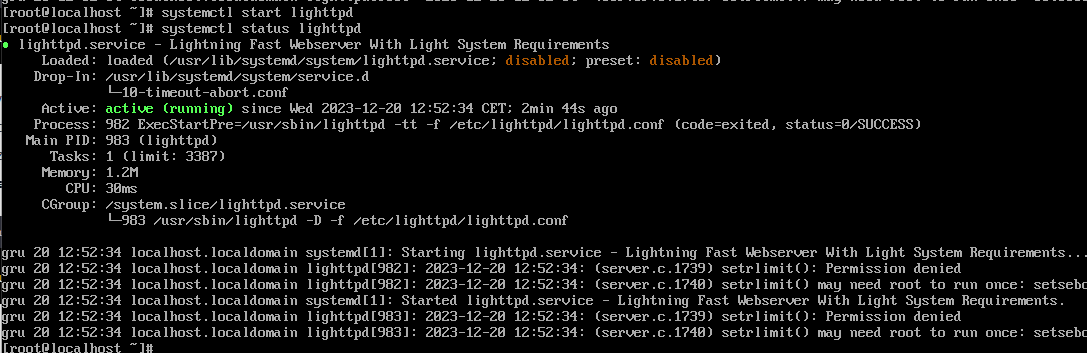 [root@localhost ~]# systemctl start lighttpd
[root@localhost ~]# systemctl status lighttpd
● lighttpd.service - Lightning Fast Webserver With Light System Requirements
     Loaded: loaded (/usr/lib/systemd/system/lighttpd.service; disabled; preset: disabled)
    Drop-In: /usr/lib/systemd/system/service.d
             └─10-timeout-abort.conf
     Active: active (running) since Wed 2023-12-20 12:52:34 CET; 2min 44s ago
    Process: 982 ExecStartPre=/usr/sbin/lighttpd -tt -f /etc/lighttpd/lighttpd.conf (code=exited, status=0/SUCCESS)
   Main PID: 983 (lighttpd)
      Tasks: 1 (limit: 3387)
     Memory: 1.2M
        CPU: 30ms
     CGroup: /system.slice/lighttpd.service
             └─983 /usr/sbin/lighttpd -D -f /etc/lighttpd/lighttpd.conf
gru 20 12:52:34 localhost.localdomain systemd[1]: Starting lighttpd.service - Lightning Fast Webserver With Light System Requirements...
gru 20 12:52:34 localhost.localdomain lighttpd[982]: 2023-12-20 12:52:34: (server.c.1739) setrlimit(): Permission denied
gru 20 12:52:34 localhost.localdomain lighttpd[982]: 2023-12-20 12:52:34: (server.c.1740) setrlimit() may need root to run once: setsebo
gru 20 12:52:34 localhost.localdomain systemd[1]: Started lighttpd.service - Lightning Fast Webserver With Light System Requirements.
gru 20 12:52:34 localhost.localdomain lighttpd[983]: 2023-12-20 12:52:34: (server.c.1739) setrlimit(): Permission denied
gru 20 12:52:34 localhost.localdomain lighttpd[983]: 2023-12-20 12:52:34: (server.c.1740) setrlimit() may need root to run once: setsebo
[root@localhost ~]#